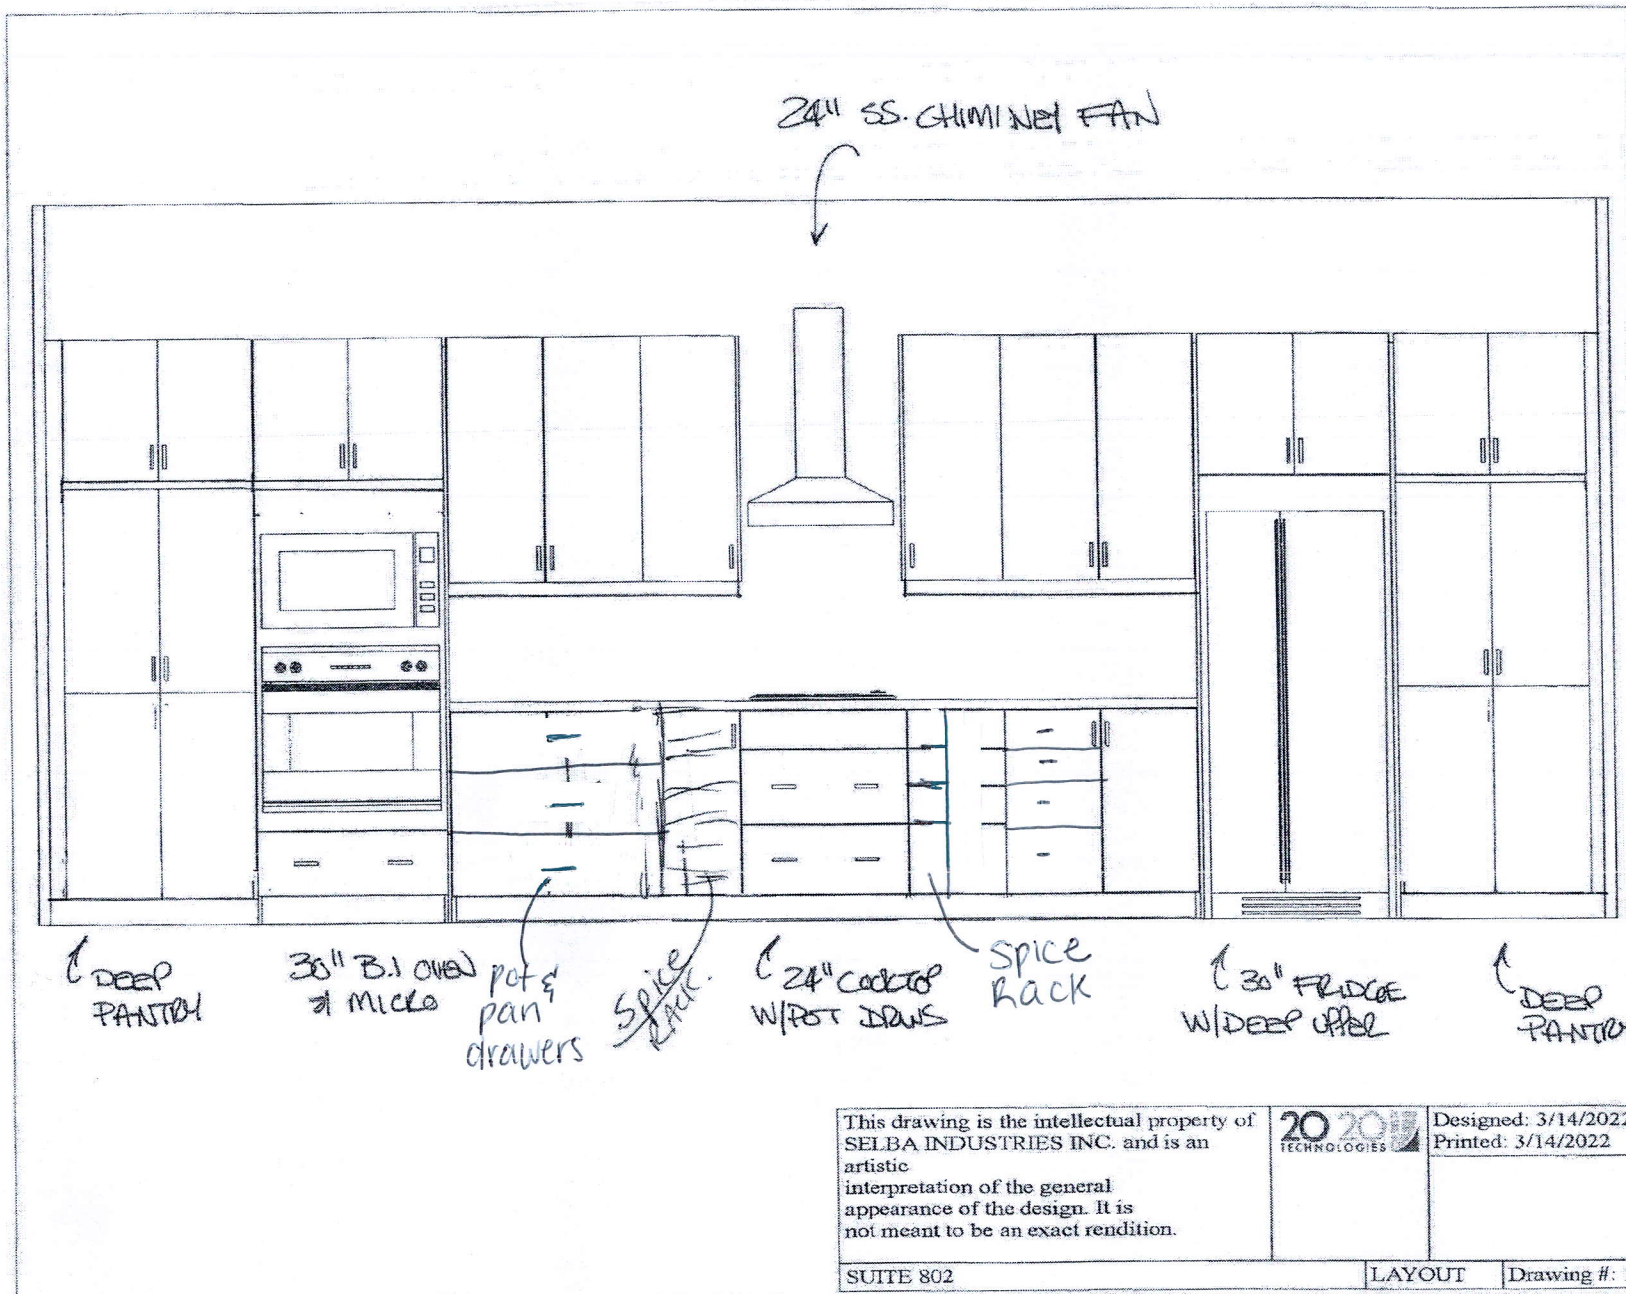 24" SS. CHIMINEY FAN
DEEP
PANTRY
30" B.I OVEN
& MICRO
pot &
pan
drawers
Spice
RACK.
24" COOKTOP
W/POT DRWS
Spice
Rack
30" FRIDGE
W/DEEP UPPER
DEEP
PANTRY
This drawing is the intellectual property of
SELBA INDUSTRIES INC. and is an
artistic
interpretation of the general
appearance of the design. It is
not meant to be an exact rendition.
20 20
TECHNOLOGIES
Designed: 3/14/2022
Printed: 3/14/2022
SUITE 802
LAYOUT
Drawing #: